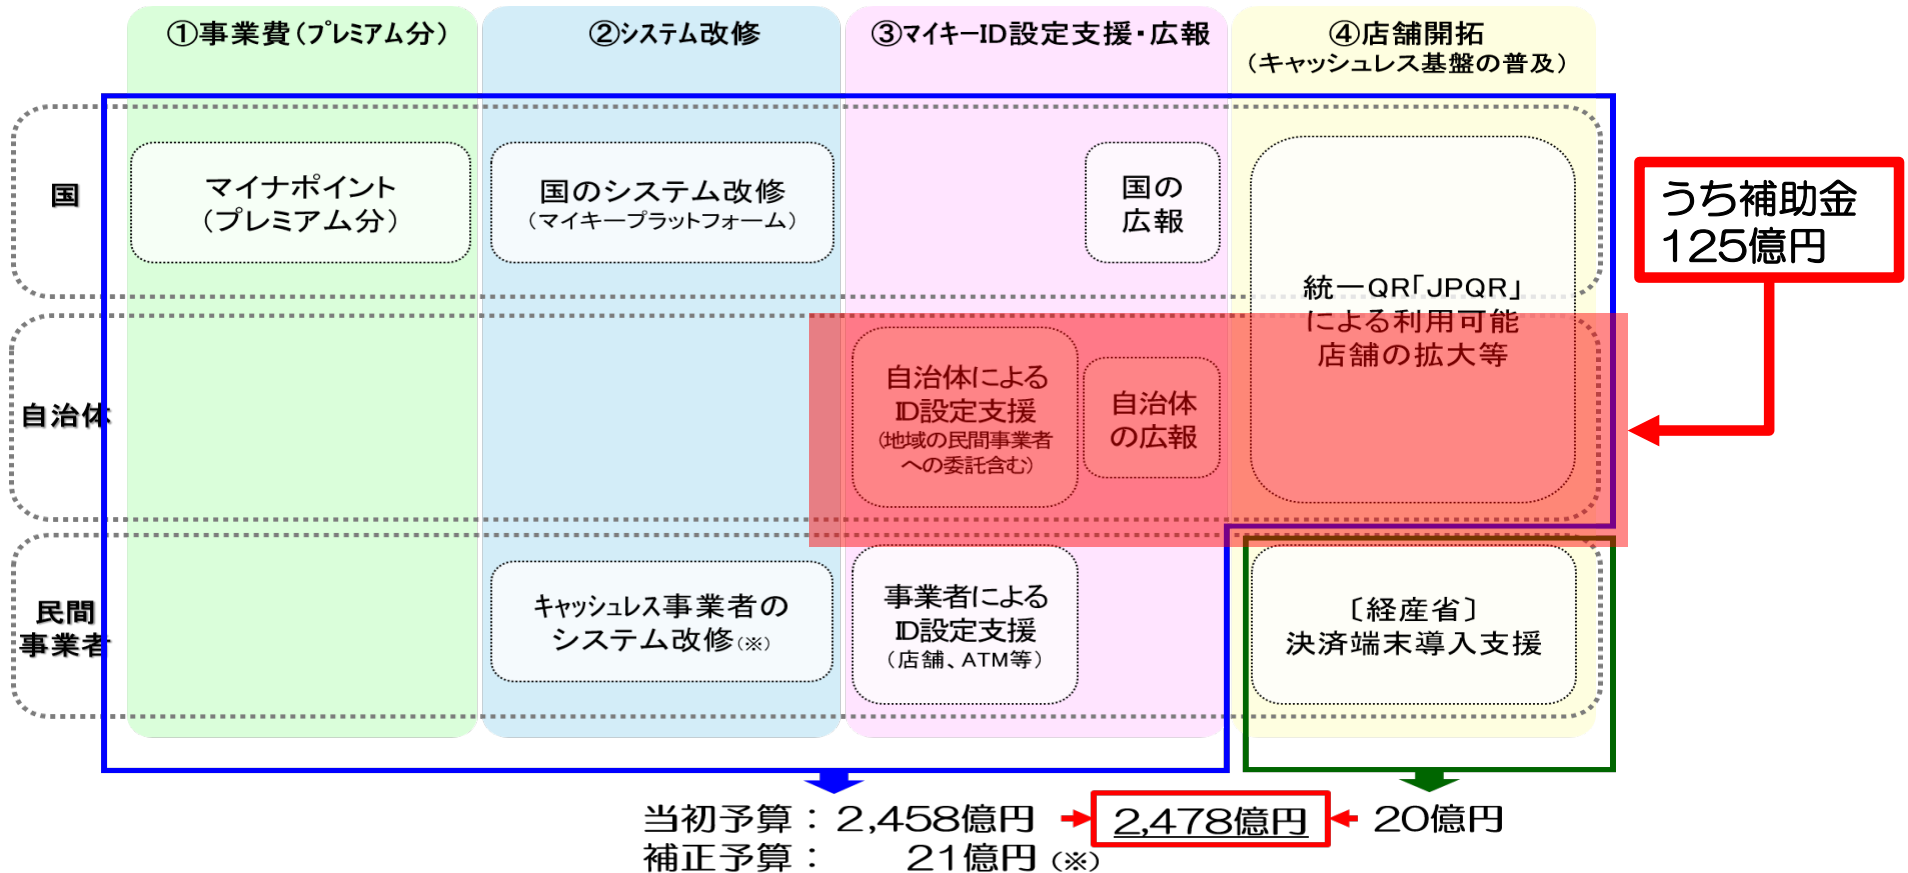 ①事業費(プレミアム分)
②システム改修
③マイキーID設定支援・広報
④店舗開拓
(キャッシュレス基盤の普及)
国
マイナポイント
(プレミアム分)
国のシステム改修
(マイキープラットフォーム)
国の
広報
統一QR「JPQR」
による利用可能
店舗の拡大等
うち補助金
125億円
自治体
自治体による
ID設定支援
(地域の民間事業者
への委託含む)
自治体
の広報
民間
事業者
キャッシュレス事業者の
システム改修(※)
事業者による
ID設定支援
(店舗、ATM等)
〔経産省〕
決済端末導入支援
当初予算：2,458億円
2,478億円
20億円
補正予算： 21億円(※)